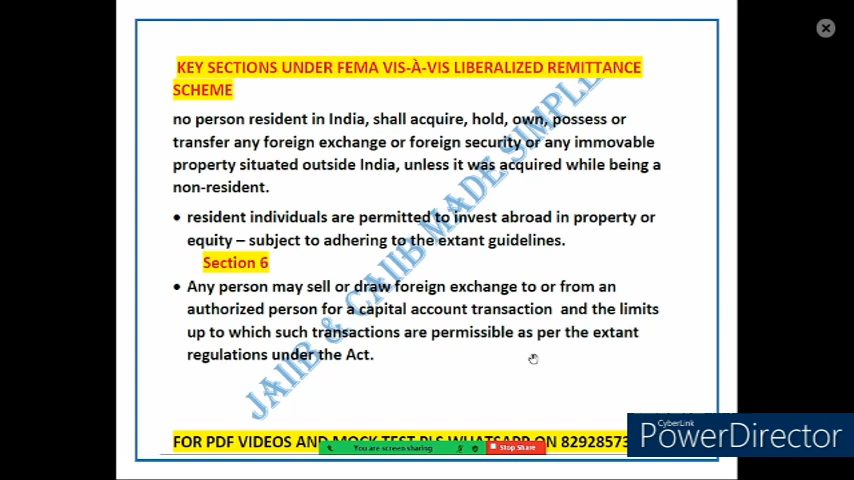 KEY SECTIONS UNDER FEMA VIS-À-VIS LIBERALIZED REMITTANCE
SCHEME
no person resident in India, shall acquire, hold, own, possess or
transfer any foreign exchange or foreign security or any immovable
property situated outside India, unless it was acquired while being a
non-resident.
• resident individuals are permitted to invest abroad in property or
equity – subject to adhering to the extant guidelines.
Section 6
• Any person may sell or draw foreign exchange to or from an
authorized person for a capital account transaction and the limits
up to which such transactions are permissible as per the extant
regulations under the Act.
JAIIB & CAIIB MADE SIMPLE
FOR PDF VIDEOS AND MOCK TEST PLS WHATSAPP ON 82928573
You are screen sharing
Stop Share
CyberLink
PowerDirector